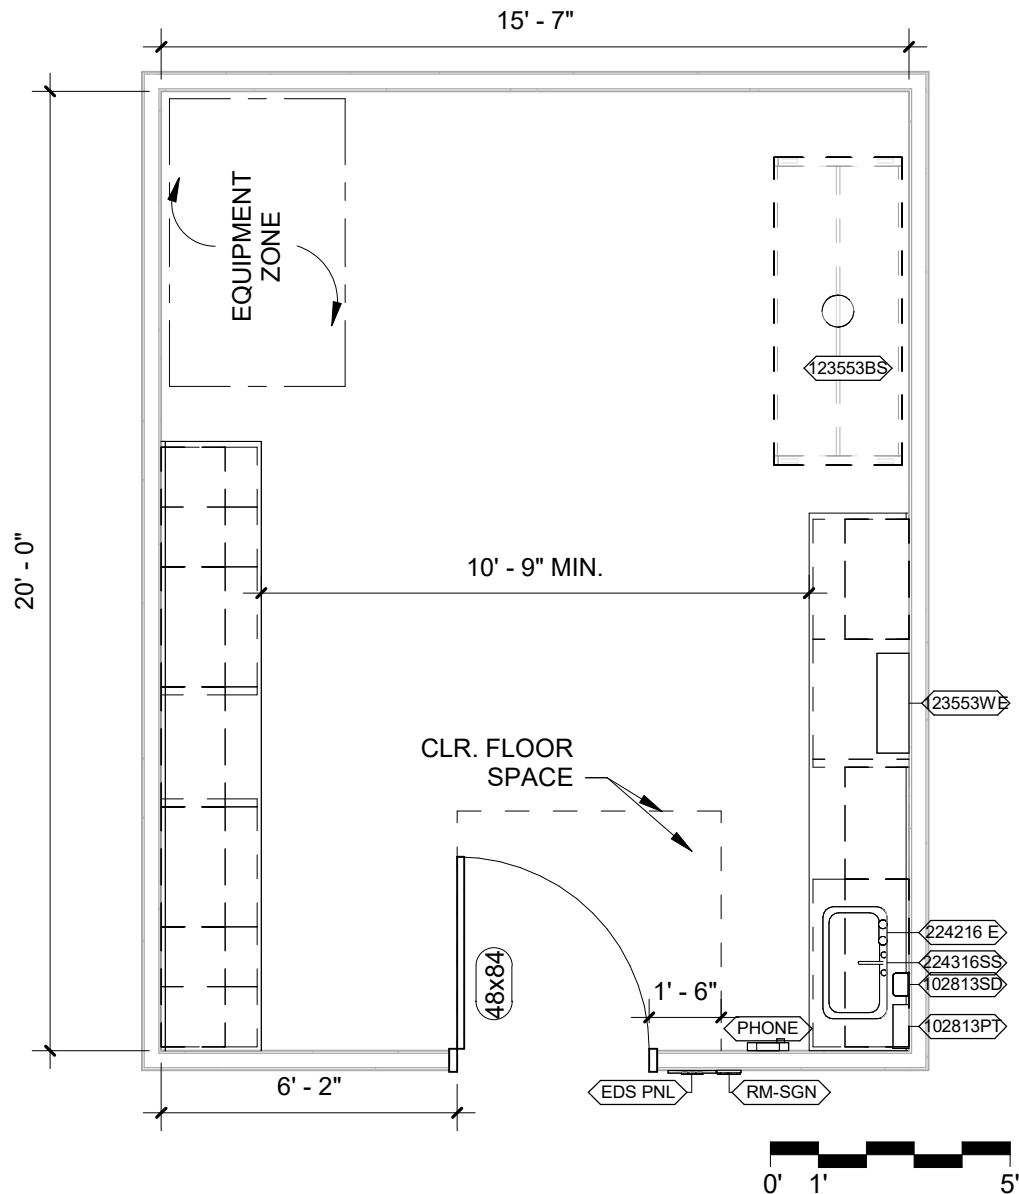 15' - 7"
EQUIPMENT
ZONE
123553BS
20' - 0"
10' - 9" MIN.
123553WE
CLR. FLOOR
SPACE
224216 E
224316SS
102813SD
48x84
1' - 6"
PHONE
102813PT
6' - 2"
EDS PNL
RM-SGN
0' 1' 5'